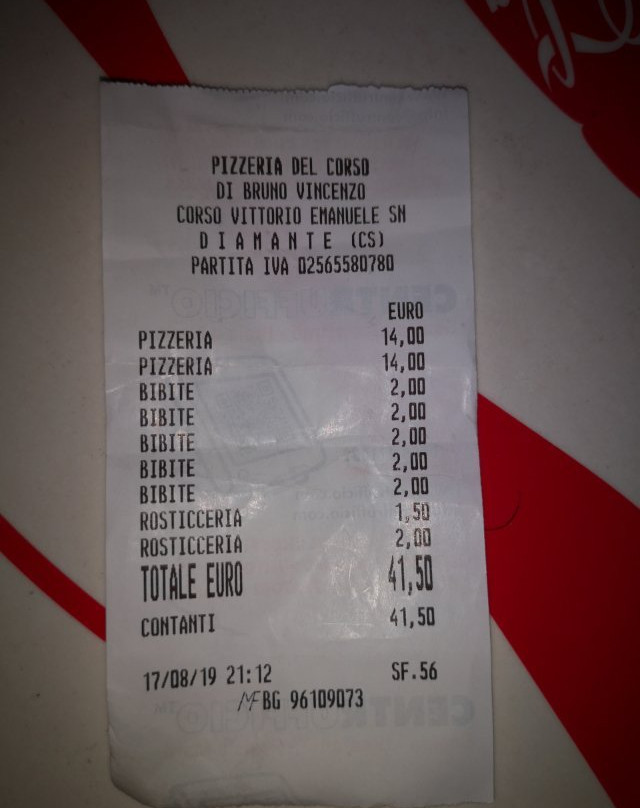 PIZZERIA DEL CORSO
DI BRUNO VINCENZO
CORSO VITTORIO EMANUELE SN
DIAMANTE (CS)
PARTITA IVA 02565580780
EURO
PIZZERIA 14,00
PIZZERIA 14,00
BIBITE 2,00
BIBITE 2,00
BIBITE 2,00
BIBITE 2,00
BIBITE 2,00
ROSTICCERIA 1,50
ROSTICCERIA 2,00
TOTALE EURO 41,50
CONTANTI 41,50
17/08/19 21:12 SF.56
MF BG 96109073